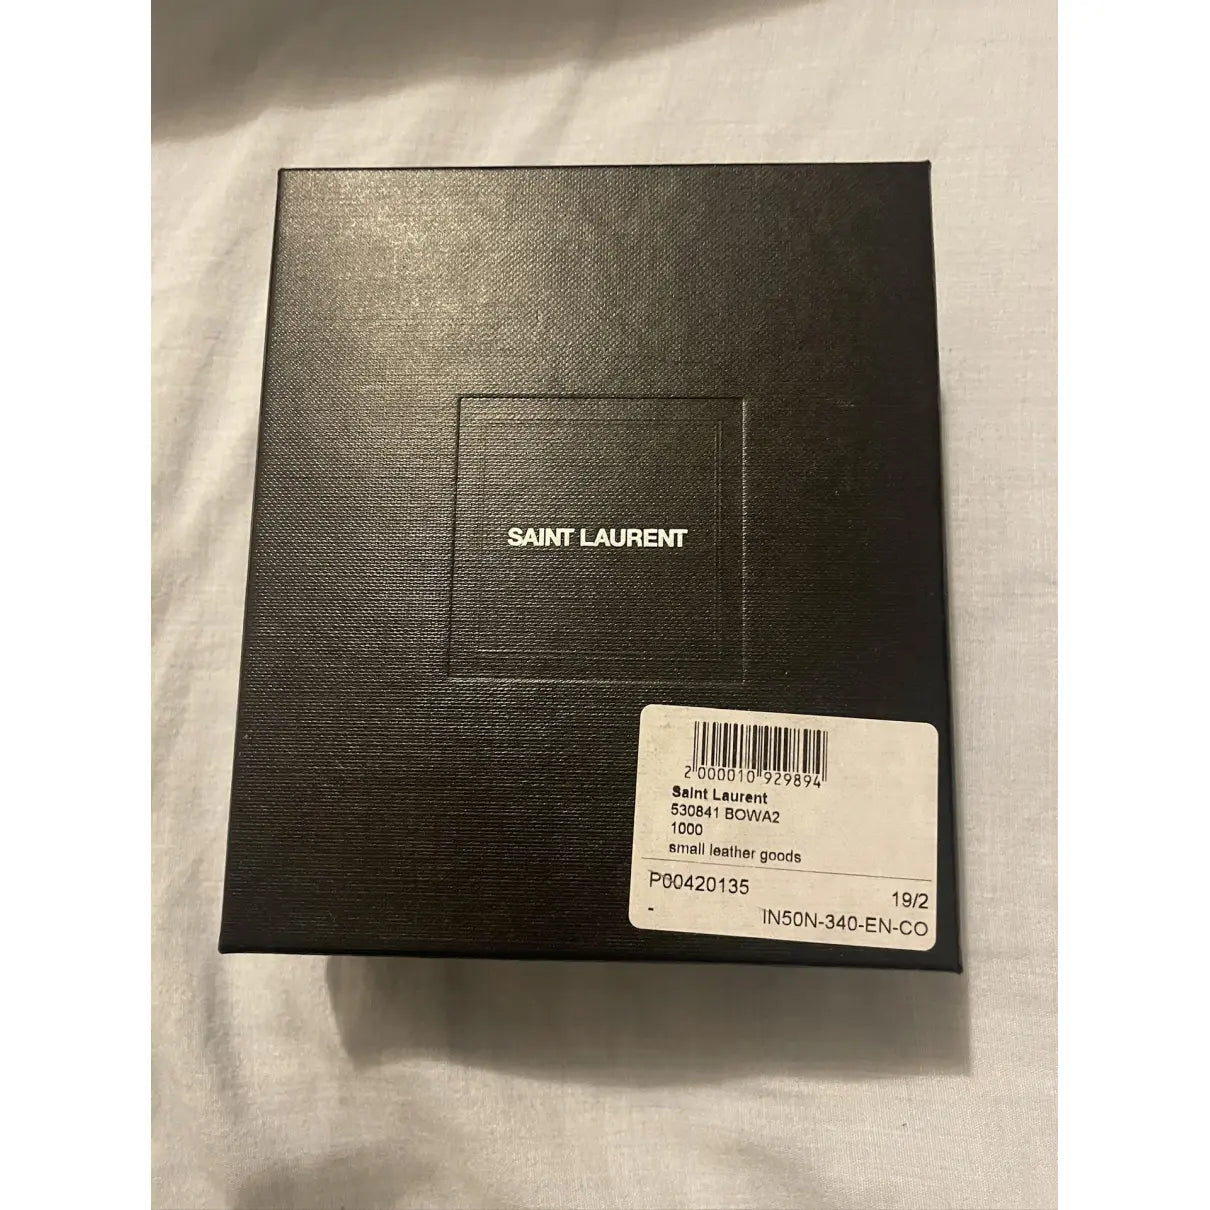 SAINT LAURENT
2 000010 929894
Saint Laurent
530841 BOWA2
1000
small leather goods
P00420135
19/2
-
IN50N-340-EN-CO